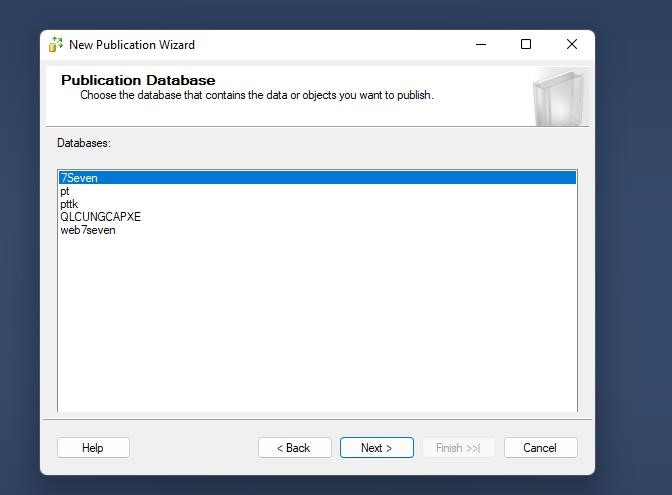 New Publication Wizard
Publication Database
Choose the database that contains the data or objects you want to publish.
Databases:
7Seven
pt
pttk
QLCUNGCAPXE
web7seven
Help
< Back
Next >
Finish >>|
Cancel